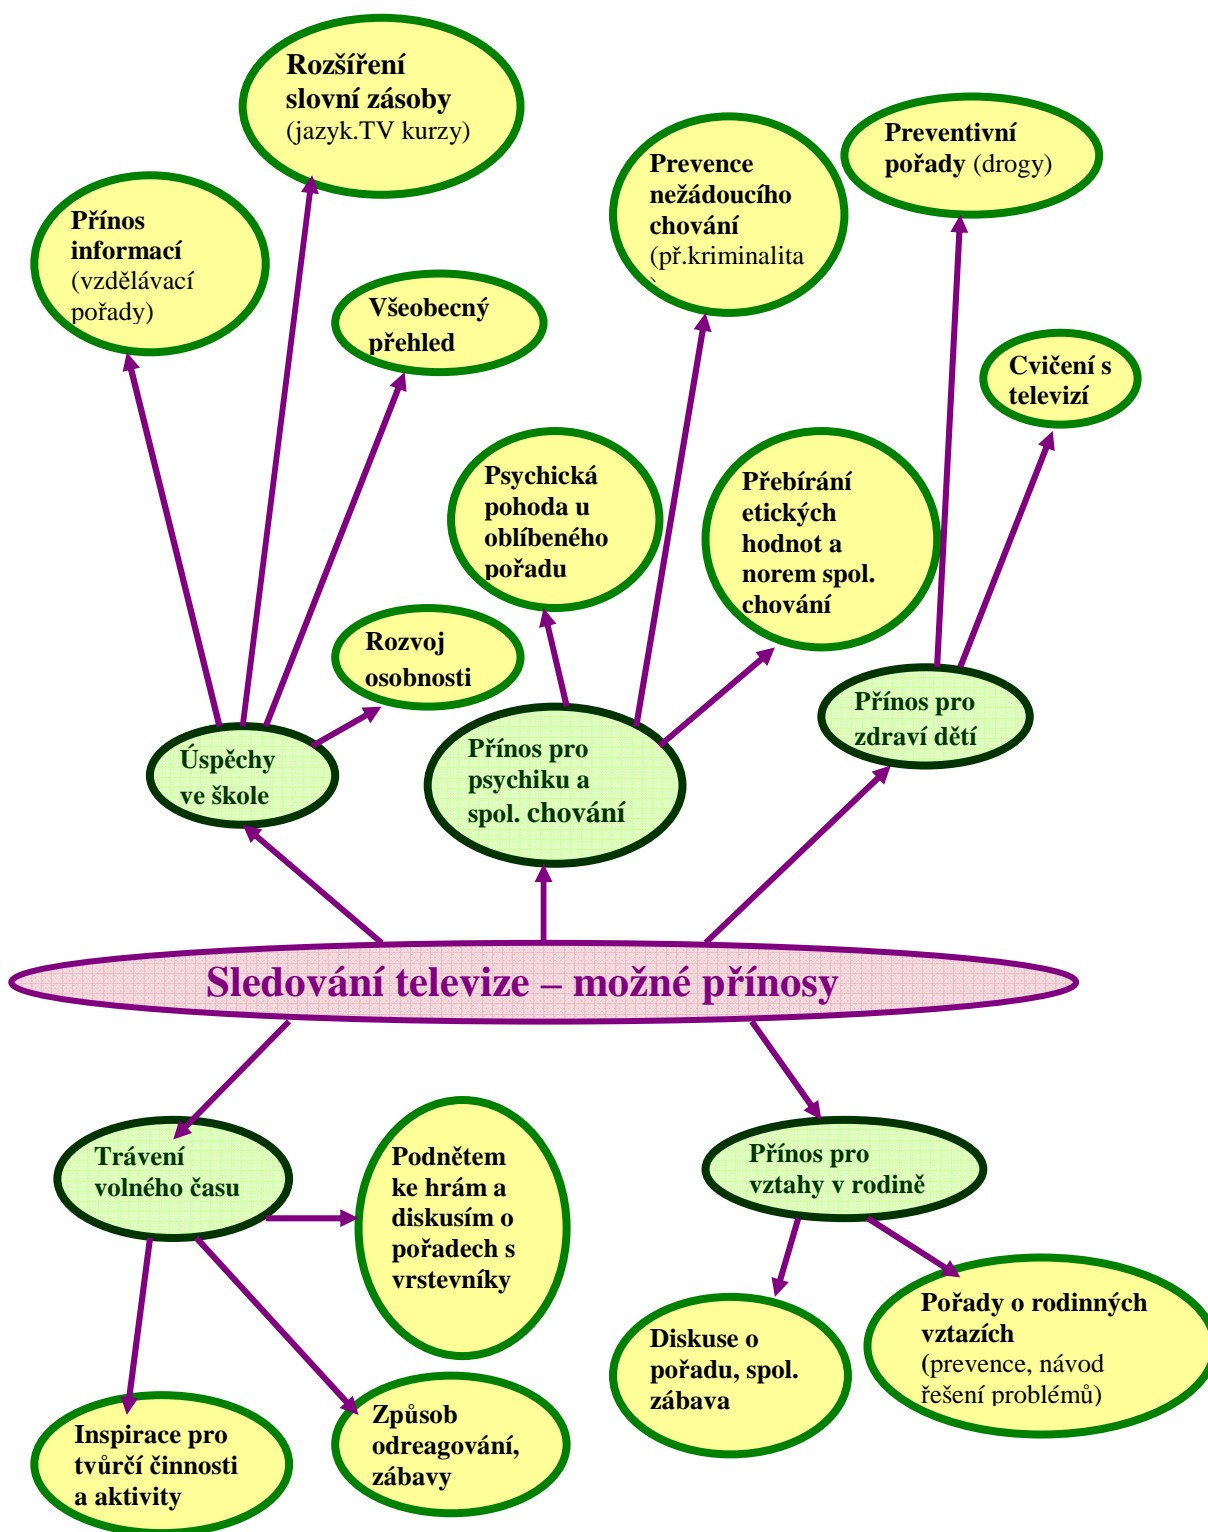 Rozšíření
slovní zásoby
(jazyk.TV kurzy)
Přínos
informací
(vzdělávací
pořady)
Všeobecný
přehled
Prevence
nežádoucího
chování
(př.kriminalita
)
Preventivní
pořady (drogy)
Cvičení s
televizí
Psychická
pohoda u
oblíbeného
pořadu
Přebírání
etických
hodnot a
norem spol.
chování
Rozvoj
osobnosti
Úspěchy
ve škole
Přínos pro
psychiku a
spol. chování
Přínos pro
zdraví dětí
Sledování televize – možné přínosy
Trávení
volného času
Podnětem
ke hrám a
diskusím o
pořadech s
vrstevníky
Přínos pro
vztahy v rodině
Inspirace pro
tvůrčí činnosti
a aktivity
Způsob
odreagování,
zábavy
Diskuse o
pořadu, spol.
zábava
Pořady o rodinných
vztazích
(prevence, návod
řešení problémů)